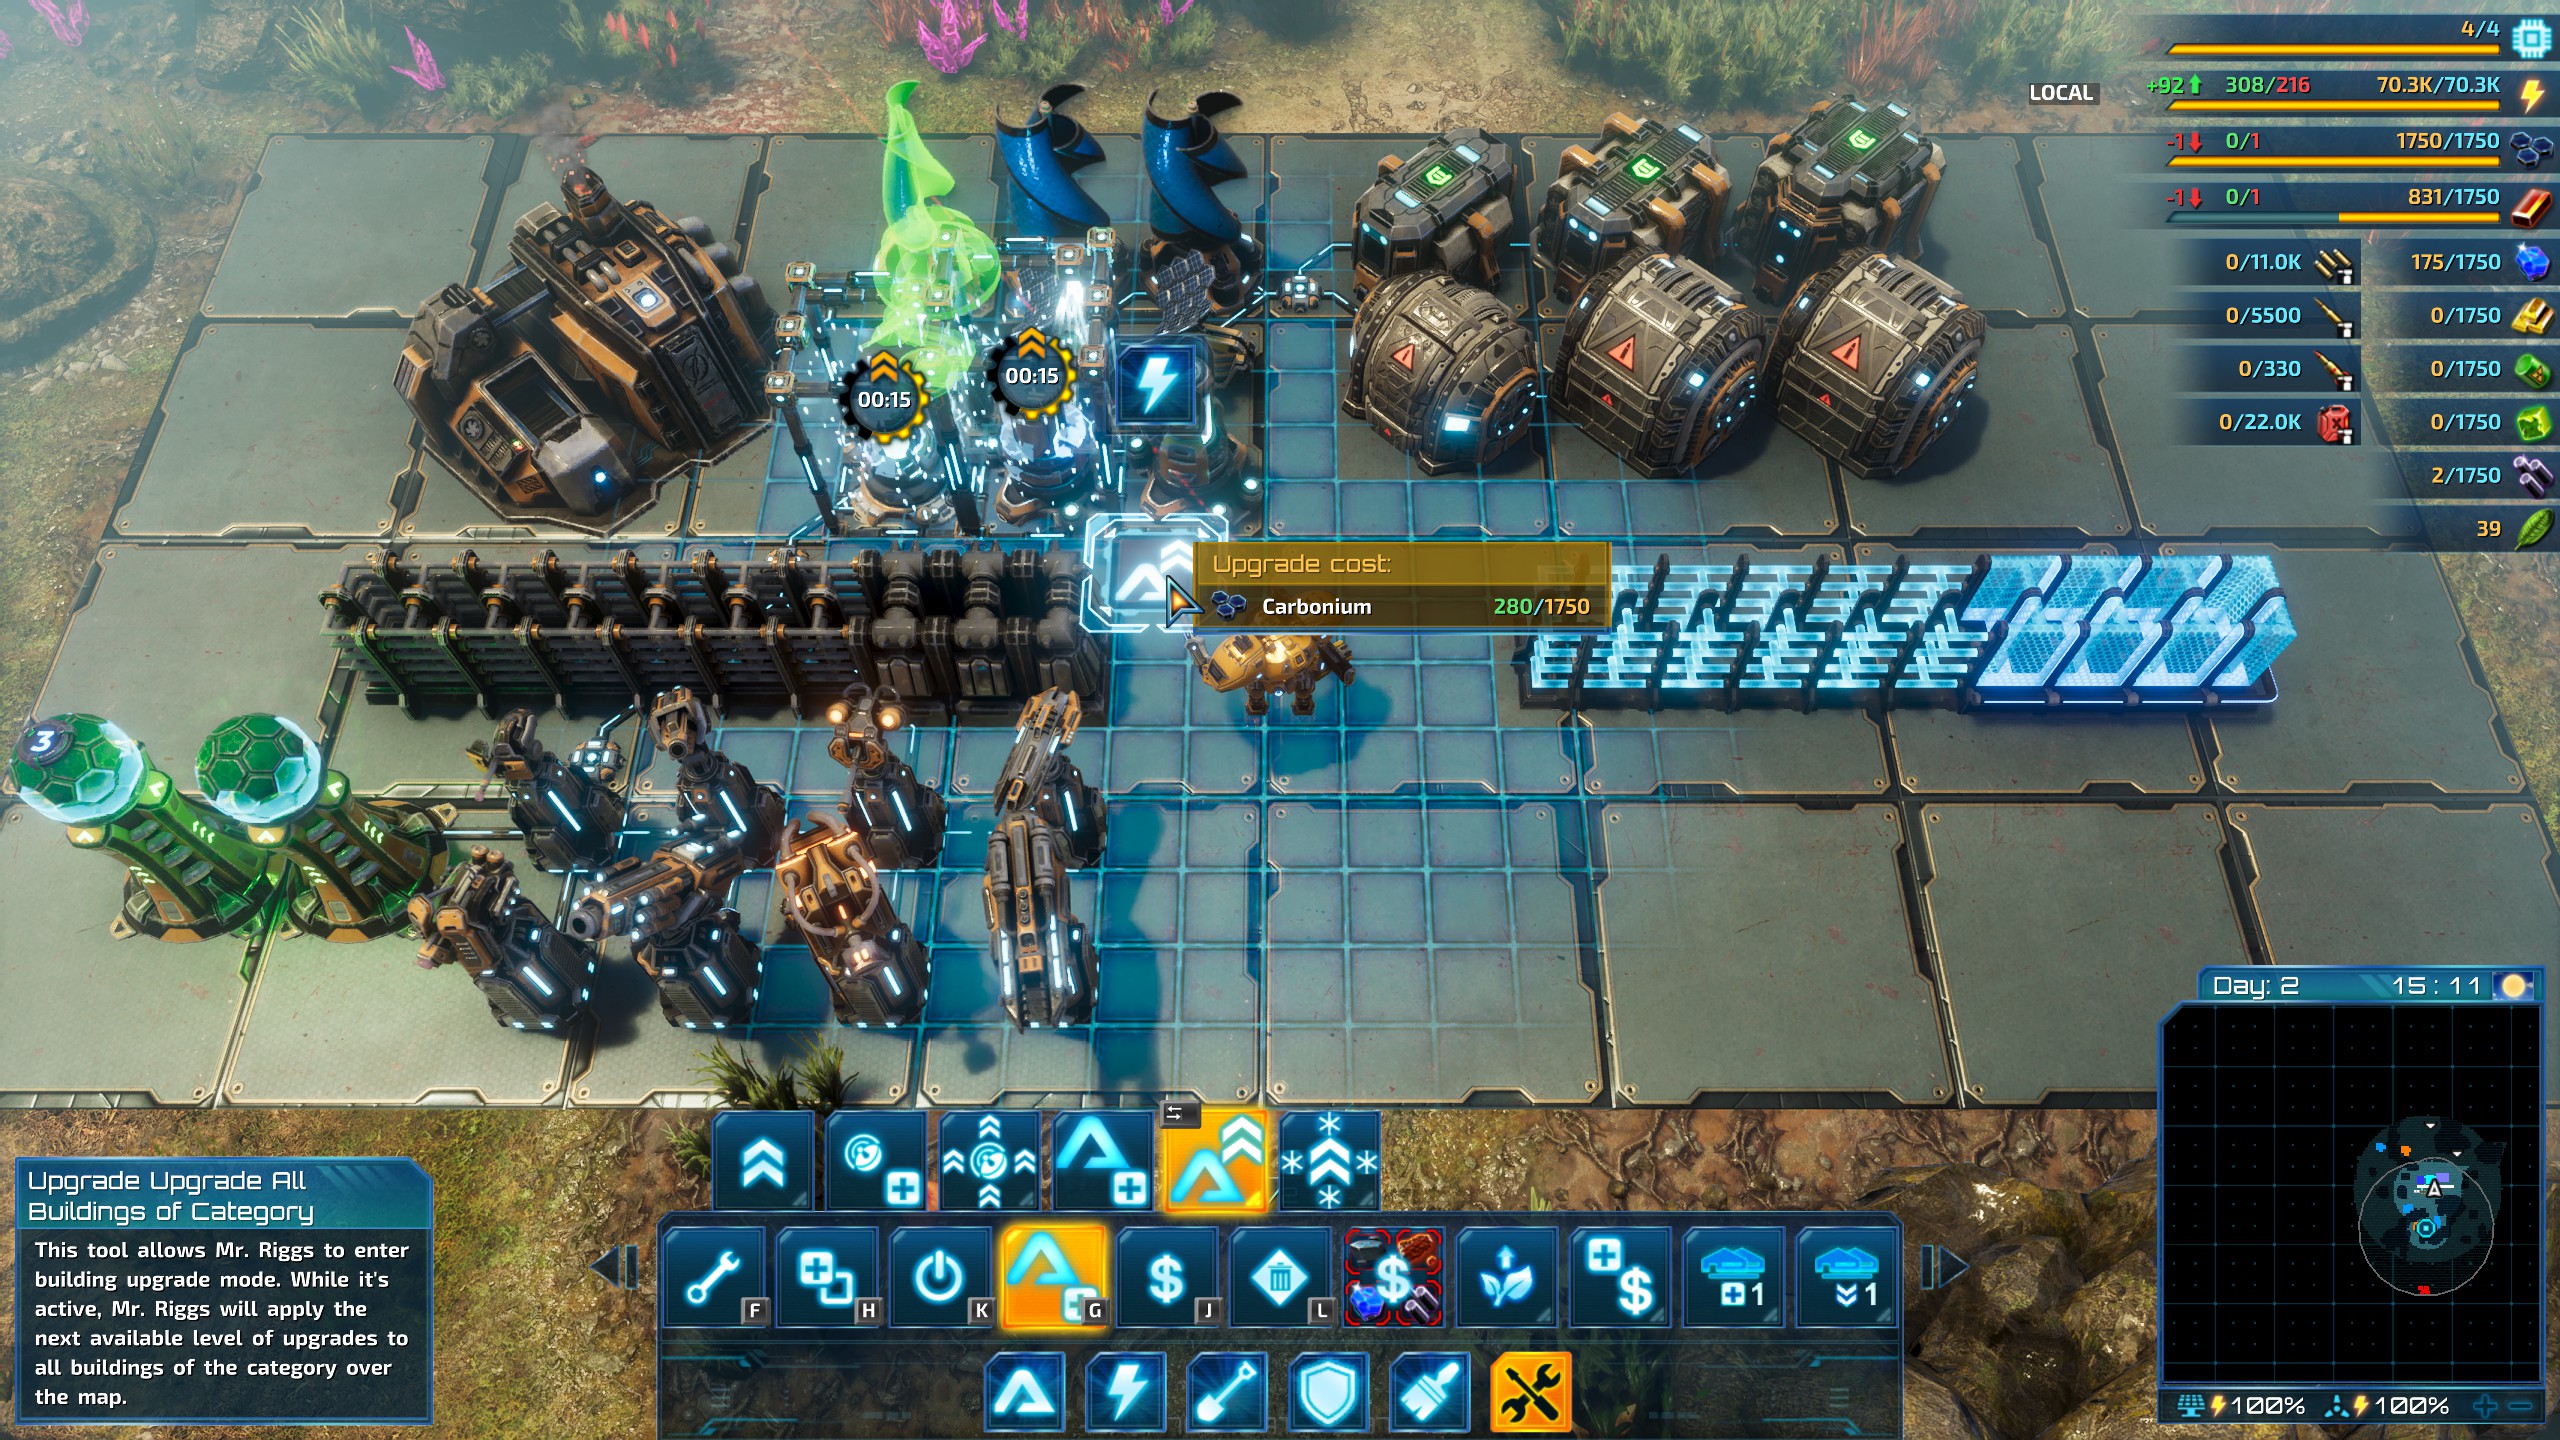 4/4
LOCAL
+92 308/216 70.3K/70.3K
-1 0/1 1750/1750
-1 0/1 831/1750
0/11.0K 175/1750
0/5500 0/1750
0/330 0/1750
0/22.0K 0/1750
2/1750
39
00:15
00:15
Upgrade cost:
Carbonium 280/1750
3
Day: 2 15:11
Upgrade Upgrade All
Buildings of Category
This tool allows Mr. Riggs to enter
building upgrade mode. While it's
active, Mr. Riggs will apply the
next available level of upgrades to
all buildings of the category over
the map.
F H K G $ J L $ $ 1 1
100% 100%